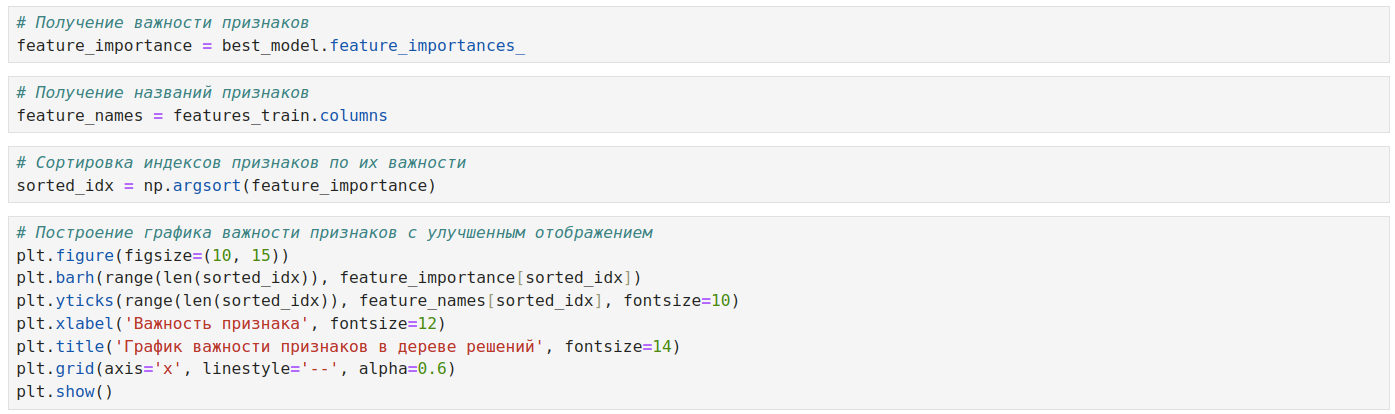 # Получение важности признаков
feature_importance = best_model.feature_importances_
# Получение названий признаков
feature_names = features_train.columns
# Сортировка индексов признаков по их важности
sorted_idx = np.argsort(feature_importance)
# Построение графика важности признаков с улучшенным отображением
plt.figure(figsize=(10, 15))
plt.barh(range(len(sorted_idx)), feature_importance[sorted_idx])
plt.yticks(range(len(sorted_idx)), feature_names[sorted_idx], fontsize=10)
plt.xlabel('Важность признака', fontsize=12)
plt.title('График важности признаков в дереве решений', fontsize=14)
plt.grid(axis='x', linestyle='--', alpha=0.6)
plt.show()